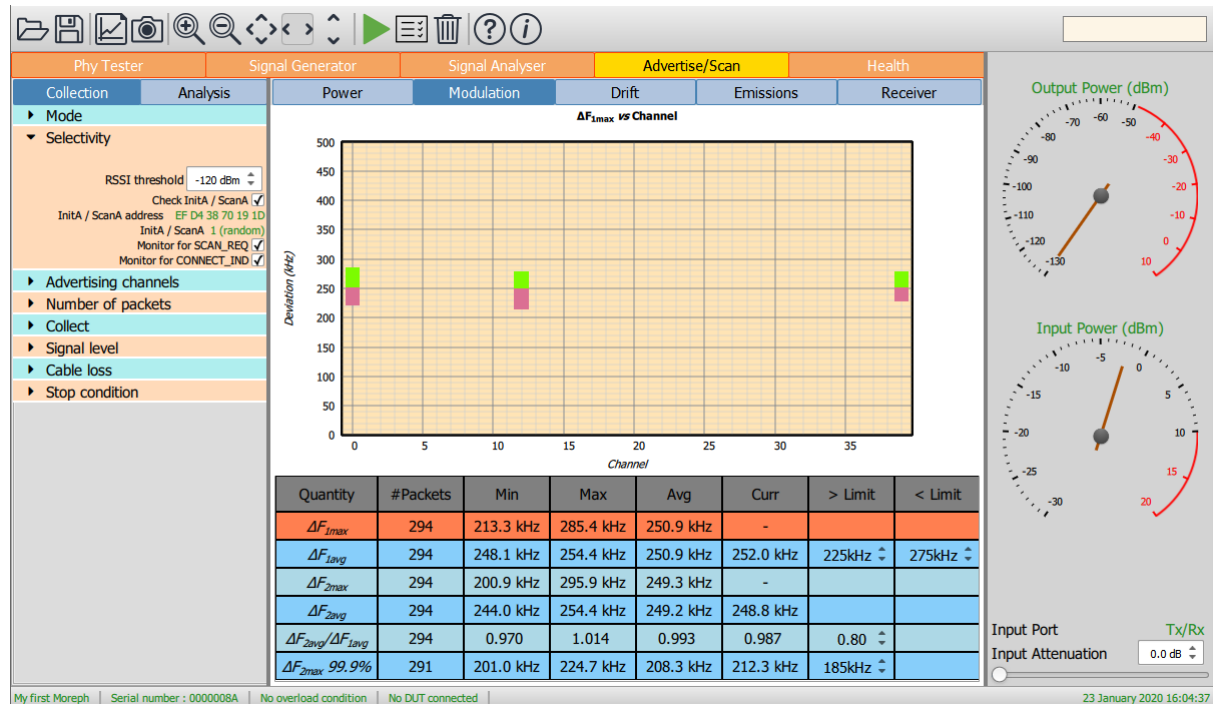 Phy Tester Signal Generator Signal Analyser Advertise/Scan Health
Collection Analysis Power Modulation Drift Emissions Receiver
Mode
Selectivity
RSSI threshold -120 dBm
Check InitA / ScanA
InitA / ScanA address EF D4 38 70 19 1D
InitA / ScanA 1 (random)
Monitor for SCAN_REQ
Monitor for CONNECT_IND
Advertising channels
Number of packets
Collect
Signal level
Cable loss
Stop condition
ΔF1max vs Channel
500
450
400
350
300
250
200
150
100
50
0
Deviation (kHz)
0 5 10 15 20 25 30 35
Channel
Quantity #Packets Min Max Avg Curr > Limit < Limit
ΔF1max 294 213.3 kHz 285.4 kHz 250.9 kHz -
ΔF1avg 294 248.1 kHz 254.4 kHz 250.9 kHz 252.0 kHz 225kHz 275kHz
ΔF2max 294 200.9 kHz 295.9 kHz 249.3 kHz -
ΔF2avg 294 244.0 kHz 254.4 kHz 249.2 kHz 248.8 kHz
ΔF2avg/ΔF1avg 294 0.970 1.014 0.993 0.987 0.80
ΔF2max 99.9% 291 201.0 kHz 224.7 kHz 208.3 kHz 212.3 kHz 185kHz
Output Power (dBm)
-130 -120 -110 -100 -90 -80 -70 -60 -50 -40 -30 -20 -10 0 10
Input Power (dBm)
-30 -25 -20 -15 -10 -5 0 5 10 15 20
Input Port Tx/Rx
Input Attenuation 0.0 dB
My first Moreph Serial number : 0000008A No overload condition No DUT connected 23 January 2020 16:04:37